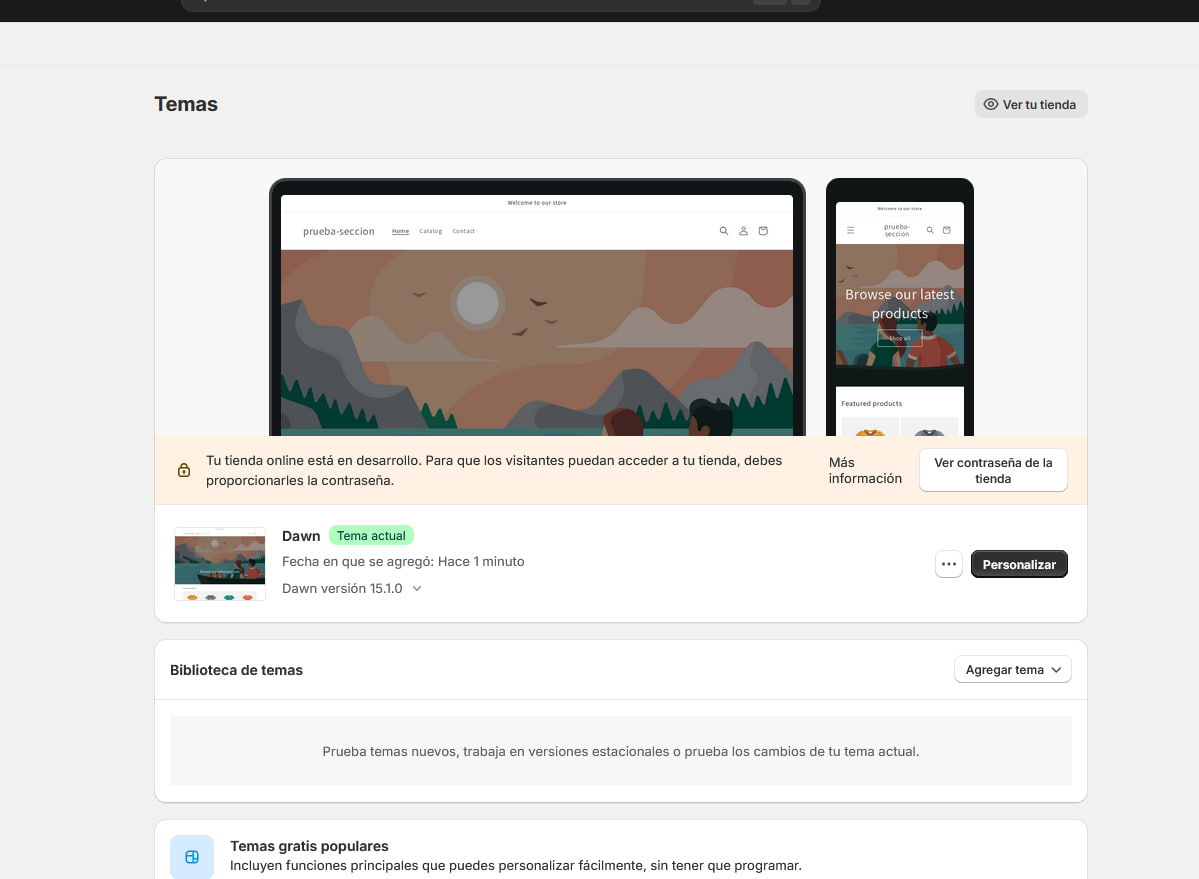 Temas
Ver tu tienda
Welcome to our store
prueba-seccion
Home
Catalog
Contact
Welcome to our store
prueba-
seccion
Browse our latest
products
Shop all
Featured products
Tu tienda online está en desarrollo. Para que los visitantes puedan acceder a tu tienda, debes
proporcionarles la contraseña.
Más
información
Ver contraseña de la
tienda
Dawn
Tema actual
Fecha en que se agregó: Hace 1 minuto
Dawn versión 15.1.0
Personalizar
Biblioteca de temas
Agregar tema
Prueba temas nuevos, trabaja en versiones estacionales o prueba los cambios de tu tema actual.
Temas gratis populares
Incluyen funciones principales que puedes personalizar fácilmente, sin tener que programar.